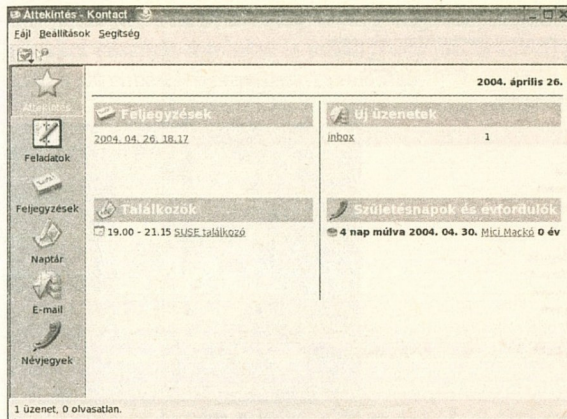 Áttekintés - Kontact
Fájl Beállítások Segítség
2004. április 26.
Áttekintés
Feladatok
Feljegyzések
Naptár
E-mail
Névjegyek
Feljegyzések
2004. 04. 26. 18.17
Új üzenetek
inbox 1
Találkozók
19.00 - 21.15 SUSE találkozó
Születésnapok és évfordulók
4 nap múlva 2004. 04. 30. Mici Mackó 0 év
1 üzenet, 0 olvasatlan.